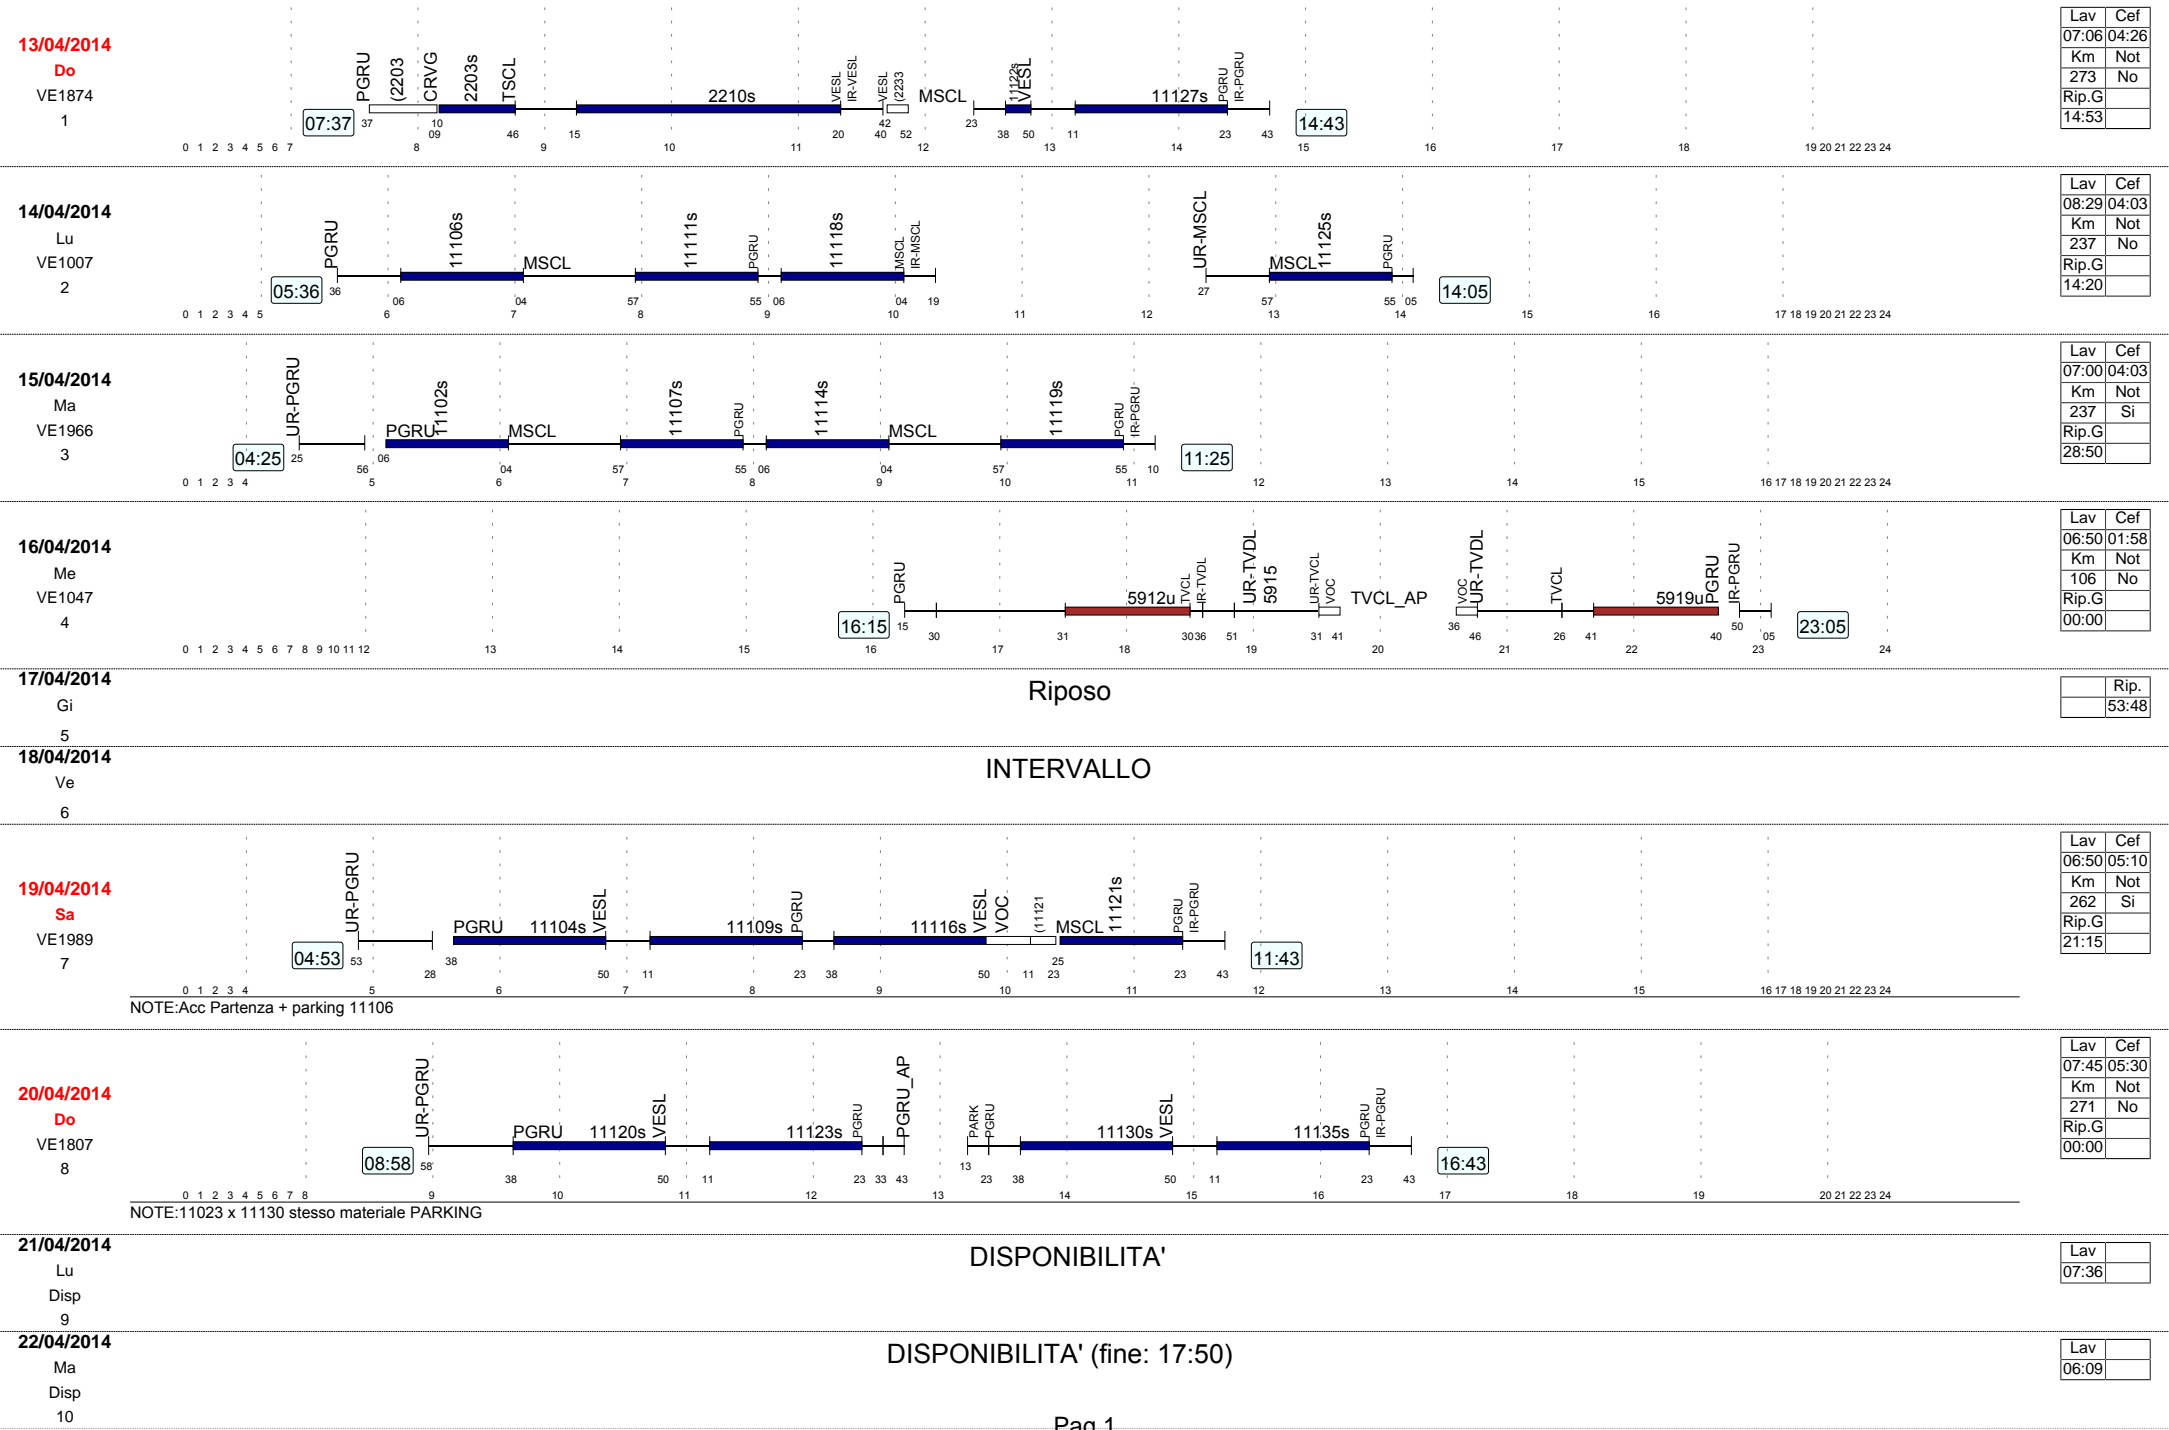 13/04/2014
Do
VE1874
1
07:37
PGRU (2203 CRVG 2203s TSCL 2210s VESL IR-VESL VESL (2233 MSCL 11122s VESL 11127s PGRU IR-PGRU
14:43
37 10 09 46 15 20 40 42 52 23 38 50 11 23 43
0 1 2 3 4 5 6 7 8 9 10 11 12 13 14 15 16 17 18 19 20 21 22 23 24
Lav Cef
07:06 04:26
Km Not
273 No
Rip.G
14:53
14/04/2014
Lu
VE1007
2
05:36
PGRU 11106s MSCL 11111s PGRU 11118s MSCL IR-MSCL UR-MSCL MSCL 11125s PGRU
14:05
36 06 04 57 55 06 04 19 27 57 55 05
0 1 2 3 4 5 6 7 8 9 10 11 12 13 14 15 16 17 18 19 20 21 22 23 24
Lav Cef
08:29 04:03
Km Not
237 No
Rip.G
14:20
15/04/2014
Ma
VE1966
3
04:25
UR-PGRU PGRU 11102s MSCL 11107s PGRU 11114s MSCL 11119s PGRU IR-PGRU
11:25
25 56 06 04 57 55 06 04 57 55 10
0 1 2 3 4 5 6 7 8 9 10 11 12 13 14 15 16 17 18 19 20 21 22 23 24
Lav Cef
07:00 04:03
Km Not
237 Si
Rip.G
28:50
16/04/2014
Me
VE1047
4
16:15
PGRU 5912u TVCL IR-TVDL UR-TVDL 5915 UR-TVCL VOC TVCL_AP VOC UR-TVDL TVCL 5919u PGRU IR-PGRU
23:05
15 30 31 30 36 51 31 41 36 46 26 41 40 50 05
0 1 2 3 4 5 6 7 8 9 10 11 12 13 14 15 16 17 18 19 20 21 22 23 24
Lav Cef
06:50 01:58
Km Not
106 No
Rip.G
00:00
17/04/2014
Gi
5
Riposo
Rip.
53:48
18/04/2014
Ve
6
INTERVALLO
19/04/2014
Sa
VE1989
7
04:53
UR-PGRU PGRU 11104s VESL 11109s PGRU 11116s VESL VOC (11121 MSCL 11121s PGRU IR-PGRU
11:43
53 28 38 50 11 23 38 50 11 23 25 23 43
0 1 2 3 4 5 6 7 8 9 10 11 12 13 14 15 16 17 18 19 20 21 22 23 24
NOTE:Acc Partenza + parking 11106
Lav Cef
06:50 05:10
Km Not
262 Si
Rip.G
21:15
20/04/2014
Do
VE1807
8
08:58
UR-PGRU PGRU 11120s VESL 11123s PGRU PGRU_AP PARK PGRU 11130s VESL 11135s PGRU IR-PGRU
16:43
58 38 50 11 23 33 43 13 23 38 50 11 23 43
0 1 2 3 4 5 6 7 8 9 10 11 12 13 14 15 16 17 18 19 20 21 22 23 24
NOTE:11023 x 11130 stesso materiale PARKING
Lav Cef
07:45 05:30
Km Not
271 No
Rip.G
00:00
21/04/2014
Lu
Disp
9
DISPONIBILITA'
Lav
07:36
22/04/2014
Ma
Disp
10
DISPONIBILITA' (fine: 17:50)
Lav
06:09
Pag 1